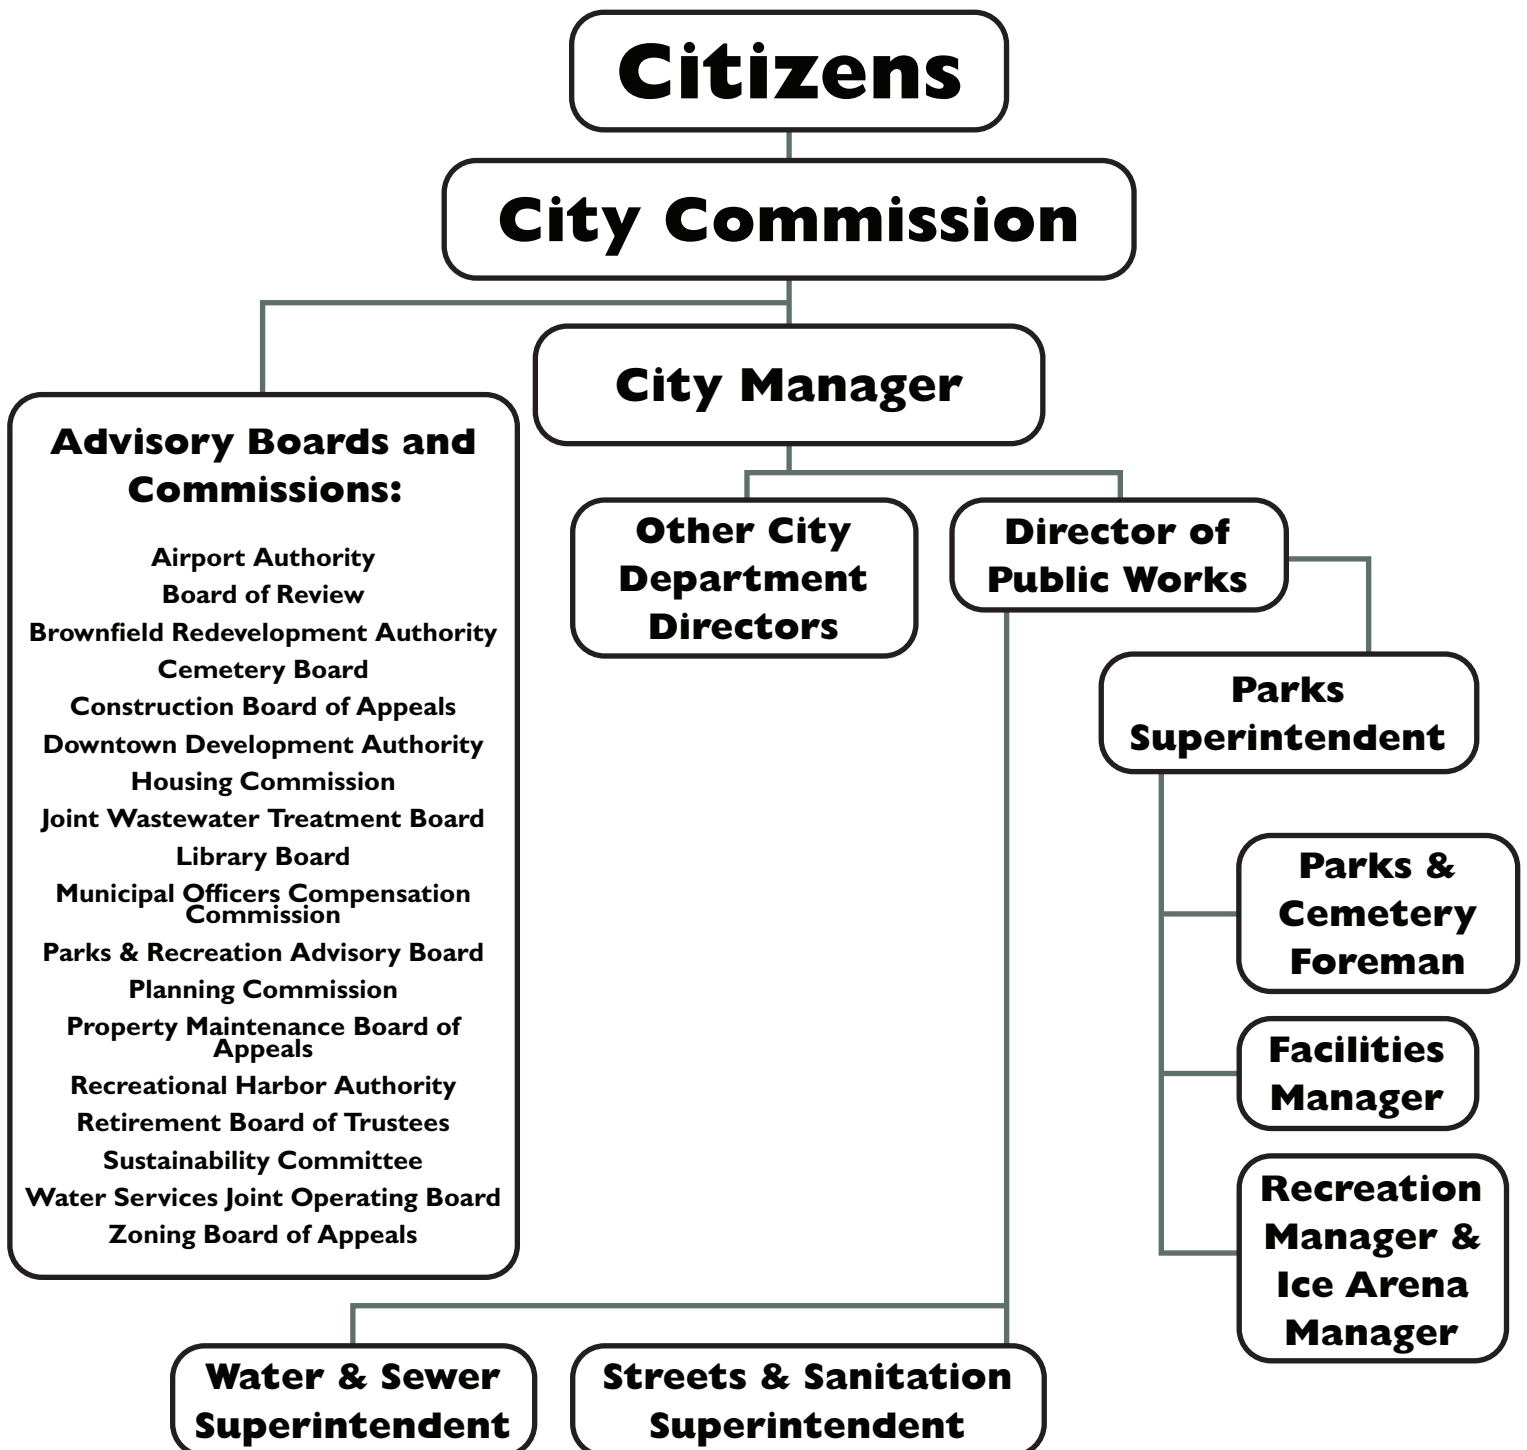 Citizens
City Commission
City Manager
Advisory Boards and
Commissions:
Airport Authority
Board of Review
Brownfield Redevelopment Authority
Cemetery Board
Construction Board of Appeals
Downtown Development Authority
Housing Commission
Joint Wastewater Treatment Board
Library Board
Municipal Officers Compensation
Commission
Parks & Recreation Advisory Board
Planning Commission
Property Maintenance Board of
Appeals
Recreational Harbor Authority
Retirement Board of Trustees
Sustainability Committee
Water Services Joint Operating Board
Zoning Board of Appeals
Other City
Department
Directors
Director of
Public Works
Parks
Superintendent
Parks &
Cemetery
Foreman
Facilities
Manager
Recreation
Manager &
Ice Arena
Manager
Water & Sewer
Superintendent
Streets & Sanitation
Superintendent